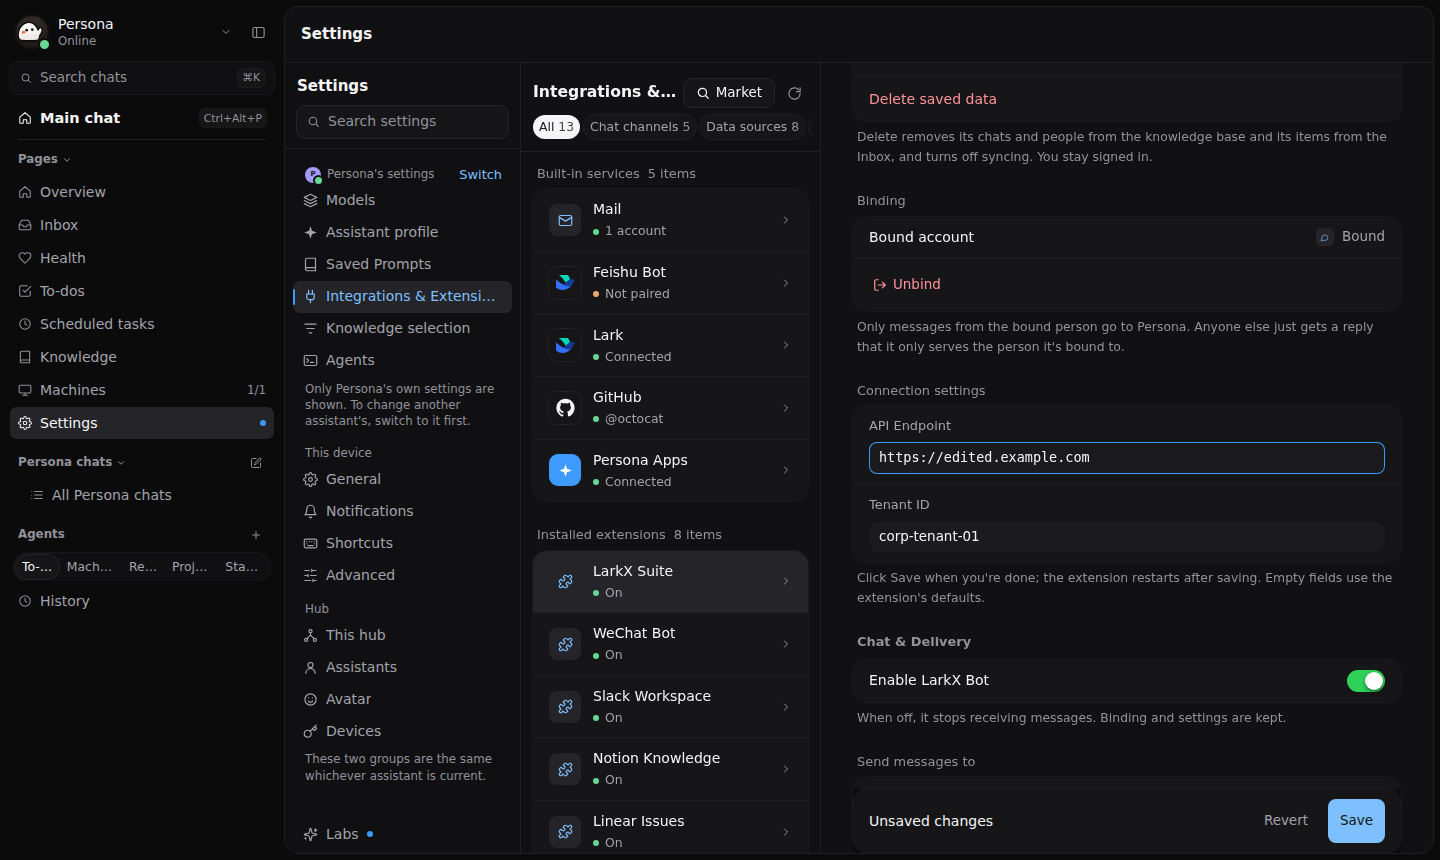 Persona
Online
Search chats
⌘K
Main chat
Ctrl+Alt+P
Pages
Overview
Inbox
Health
To-dos
Scheduled tasks
Knowledge
Machines
1/1
Settings
Persona chats
All Persona chats
Agents
To-…
Mach…
Re…
Proj…
Sta…
History
Settings
Settings
Search settings
P
Persona's settings
Switch
Models
Assistant profile
Saved Prompts
Integrations & Extensi…
Knowledge selection
Agents
Only Persona's own settings are
shown. To change another
assistant's, switch to it first.
This device
General
Notifications
Shortcuts
Advanced
Hub
This hub
Assistants
Avatar
Devices
These two groups are the same
whichever assistant is current.
Labs
Integrations &…
Market
All 13
Chat channels 5
Data sources 8
Built-in services 5 items
Mail
1 account
Feishu Bot
Not paired
Lark
Connected
GitHub
@octocat
Persona Apps
Connected
Installed extensions 8 items
LarkX Suite
On
WeChat Bot
On
Slack Workspace
On
Notion Knowledge
On
Linear Issues
On
Delete saved data
Delete removes its chats and people from the knowledge base and its items from the
Inbox, and turns off syncing. You stay signed in.
Binding
Bound account
Bound
Unbind
Only messages from the bound person go to Persona. Anyone else just gets a reply
that it only serves the person it's bound to.
Connection settings
API Endpoint
https://edited.example.com
Tenant ID
corp-tenant-01
Click Save when you're done; the extension restarts after saving. Empty fields use the
extension's defaults.
Chat & Delivery
Enable LarkX Bot
When off, it stops receiving messages. Binding and settings are kept.
Send messages to
Unsaved changes
Revert
Save